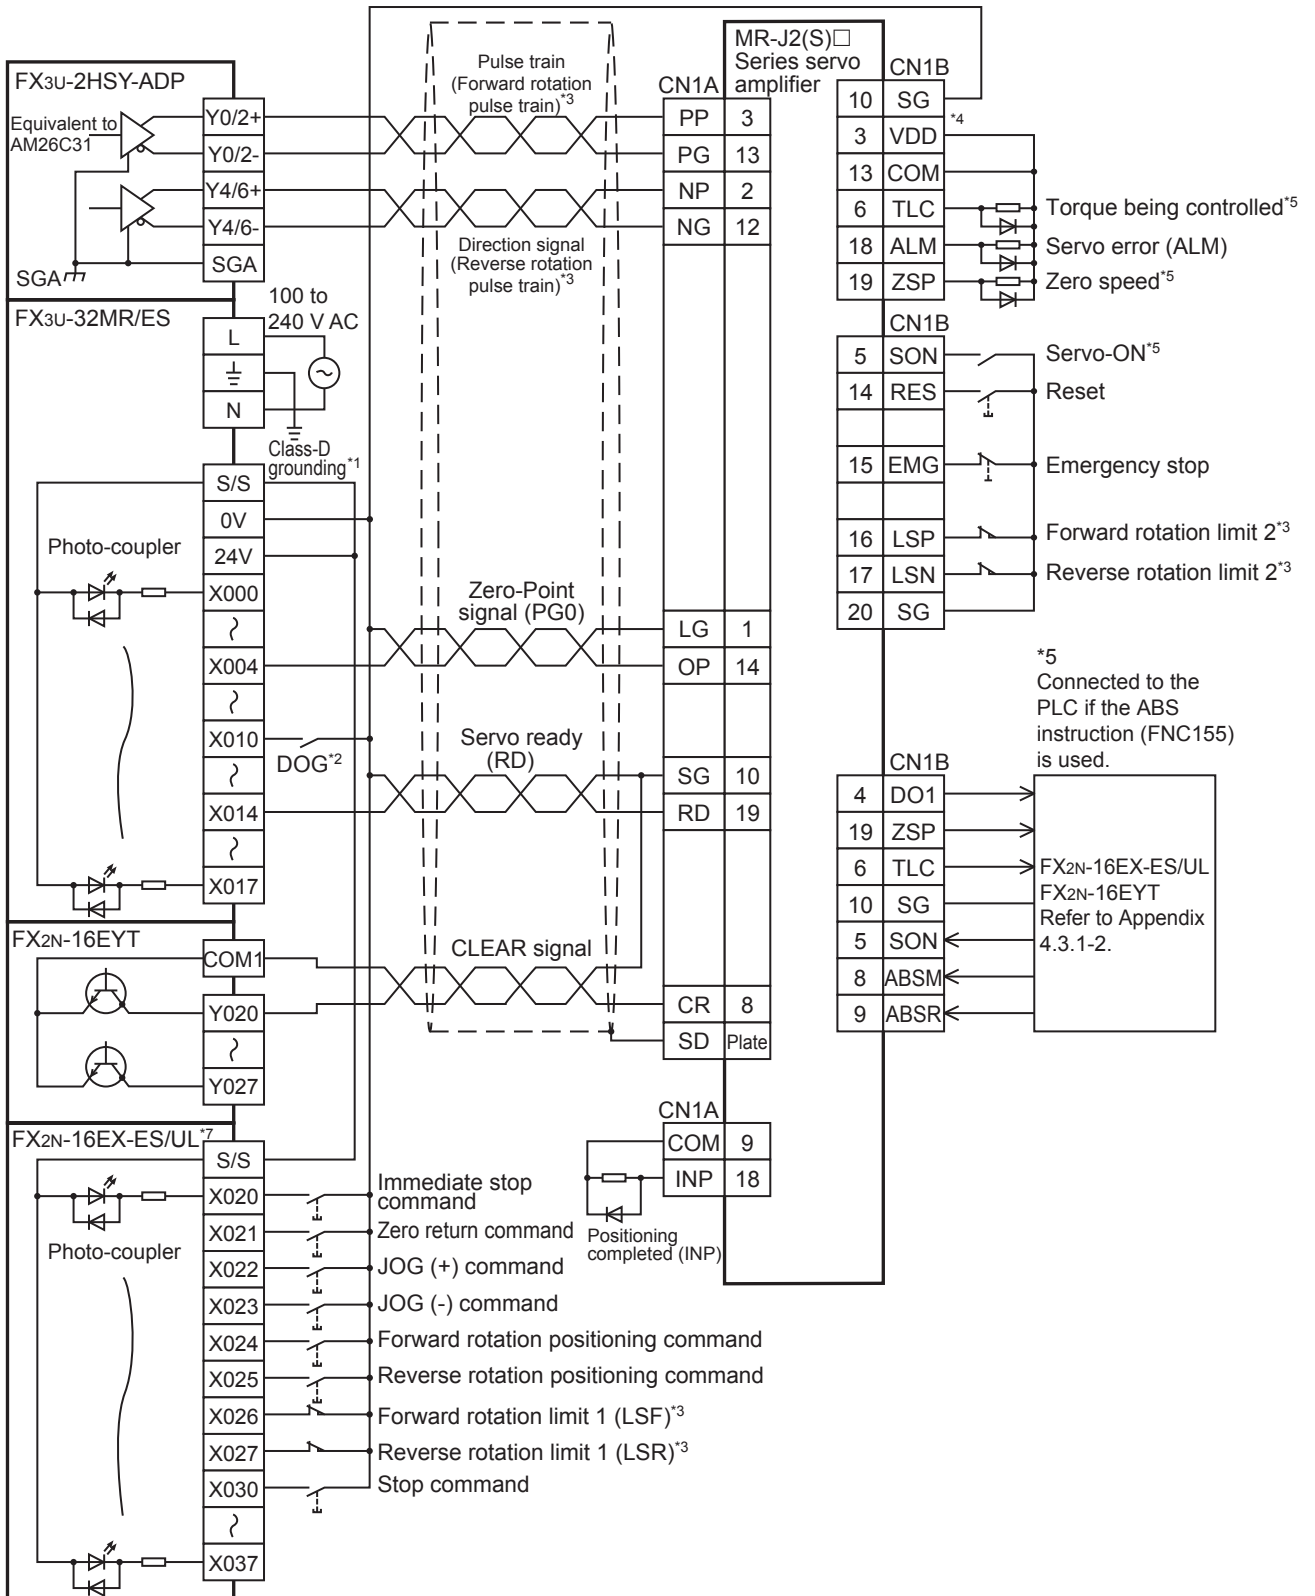 FX3U-2HSY-ADP
Equivalent to
AM26C31
Y0/2+
Y0/2-
Y4/6+
Y4/6-
SGA
SGA
Pulse train
(Forward rotation
pulse train)*3
Direction signal
(Reverse rotation
pulse train)*3
CN1A
PP 3
PG 13
NP 2
NG 12
MR-J2(S)□
Series servo
amplifier
CN1B
10 SG
*4
3 VDD
13 COM
6 TLC Torque being controlled*5
18 ALM Servo error (ALM)
19 ZSP Zero speed*5
FX3U-32MR/ES
100 to
240 V AC
L
N
Class-D
grounding*1
S/S
0V
24V
Photo-coupler
X000
X004
X010
DOG*2
X014
X017
Zero-Point
signal (PG0)
LG 1
OP 14
Servo ready
(RD)
SG 10
RD 19
CN1B
5 SON Servo-ON*5
14 RES Reset
15 EMG Emergency stop
16 LSP Forward rotation limit 2*3
17 LSN Reverse rotation limit 2*3
20 SG
*5
Connected to the
PLC if the ABS
instruction (FNC155)
is used.
CN1B
4 DO1
19 ZSP
6 TLC
10 SG
5 SON
8 ABSM
9 ABSR
FX2N-16EX-ES/UL
FX2N-16EYT
Refer to Appendix
4.3.1-2.
FX2N-16EYT
COM1
Y020
Y027
CLEAR signal
CR 8
SD Plate
CN1A
COM 9
INP 18
Positioning
completed (INP)
FX2N-16EX-ES/UL*7
S/S
Photo-coupler
X020 Immediate stop
command
X021 Zero return command
X022 JOG (+) command
X023 JOG (-) command
X024 Forward rotation positioning command
X025 Reverse rotation positioning command
X026 Forward rotation limit 1 (LSF)*3
X027 Reverse rotation limit 1 (LSR)*3
X030 Stop command
X037